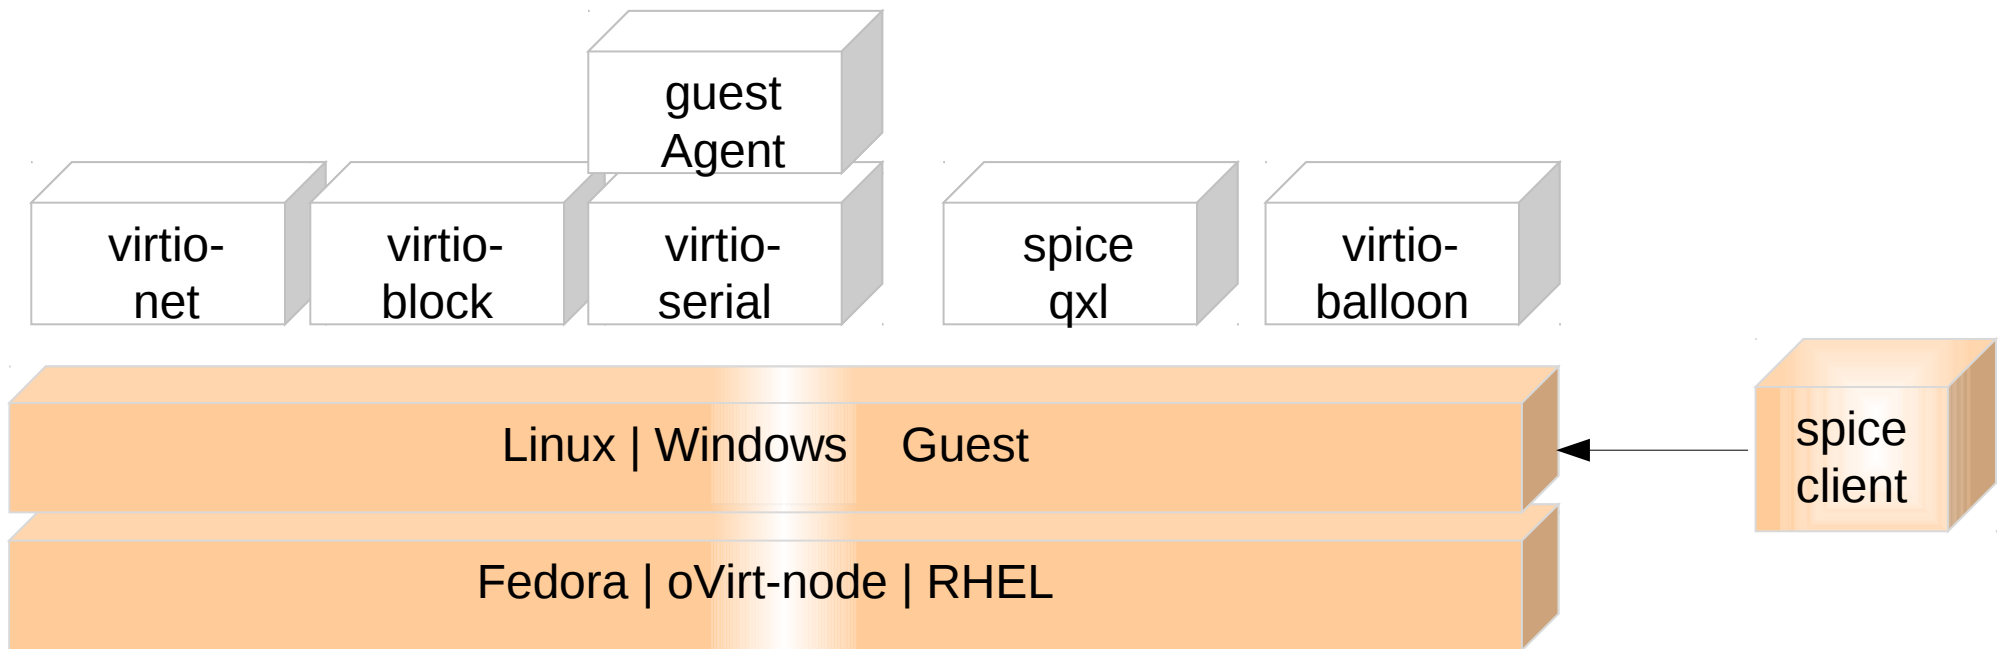 guest
Agent
virtio-
net
virtio-
block
virtio-
serial
spice
qxl
virtio-
balloon
Linux | Windows Guest
spice
client
Fedora | oVirt-node | RHEL